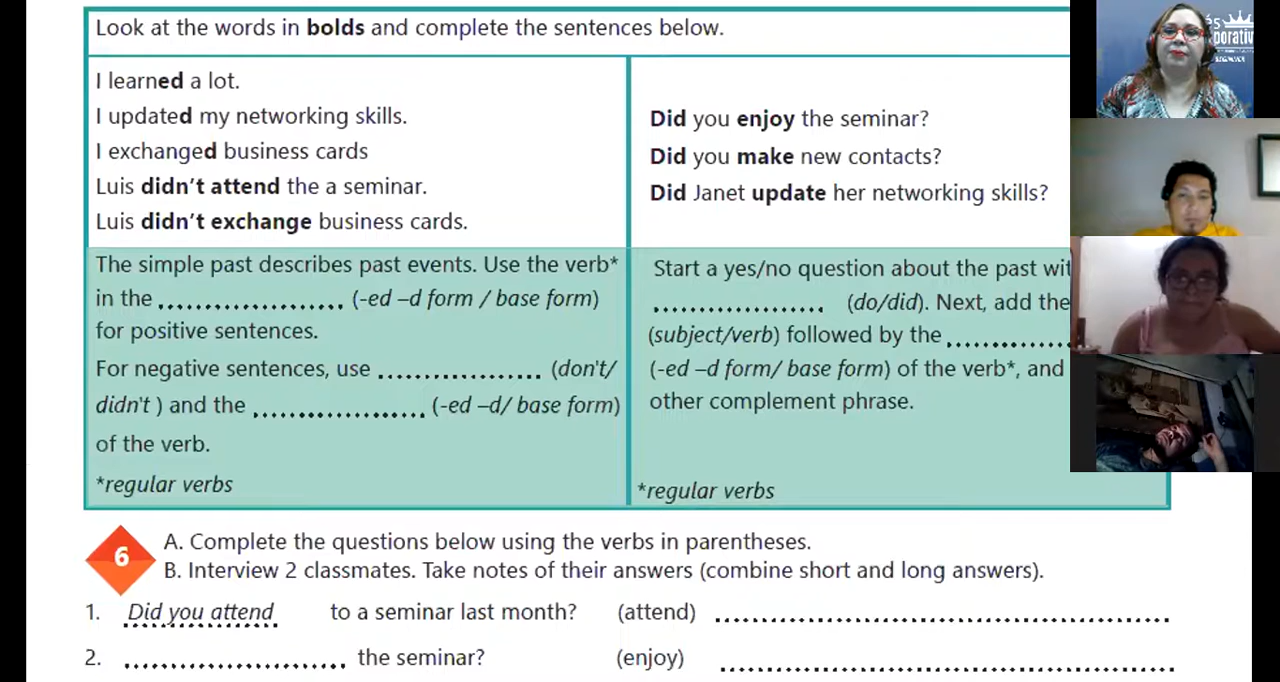 Look at the words in bolds and complete the sentences below.
I learned a lot.
I updated my networking skills.
I exchanged business cards
Luis didn't attend the a seminar.
Luis didn't exchange business cards.
Did you enjoy the seminar?
Did you make new contacts?
Did Janet update her networking skills?
The simple past describes past events. Use the verb*
in the .................... (-ed –d form / base form)
for positive sentences.
For negative sentences, use .................. (don't/
didn't ) and the ................... (-ed –d/ base form)
of the verb.
*regular verbs
Start a yes/no question about the past wit
................... (do/did). Next, add the
(subject/verb) followed by the ..............
(-ed –d form/ base form) of the verb*, and
other complement phrase.
*regular verbs
6
A. Complete the questions below using the verbs in parentheses.
B. Interview 2 classmates. Take notes of their answers (combine short and long answers).
1. Did you attend to a seminar last month? (attend) ..................................................
2. ........................ the seminar? (enjoy) ..................................................